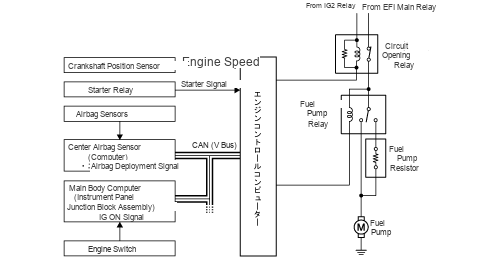 From IG2 Relay
From EFI Main Relay
Crankshaft Position Sensor
Engine Speed
Circuit
Opening
Relay
Starter Relay
Starter Signal
Airbag Sensors
Fuel
Pump
Relay
Center Airbag Sensor
(Computer)
・:Airbag Deployment Signal
CAN (V Bus)
エンジンコントロールコンピューター
Fuel
Pump
Resistor
Main Body Computer
(Instrument Panel
Junction Block Assembly)
IG ON Signal
Engine Switch
M
Fuel
Pump